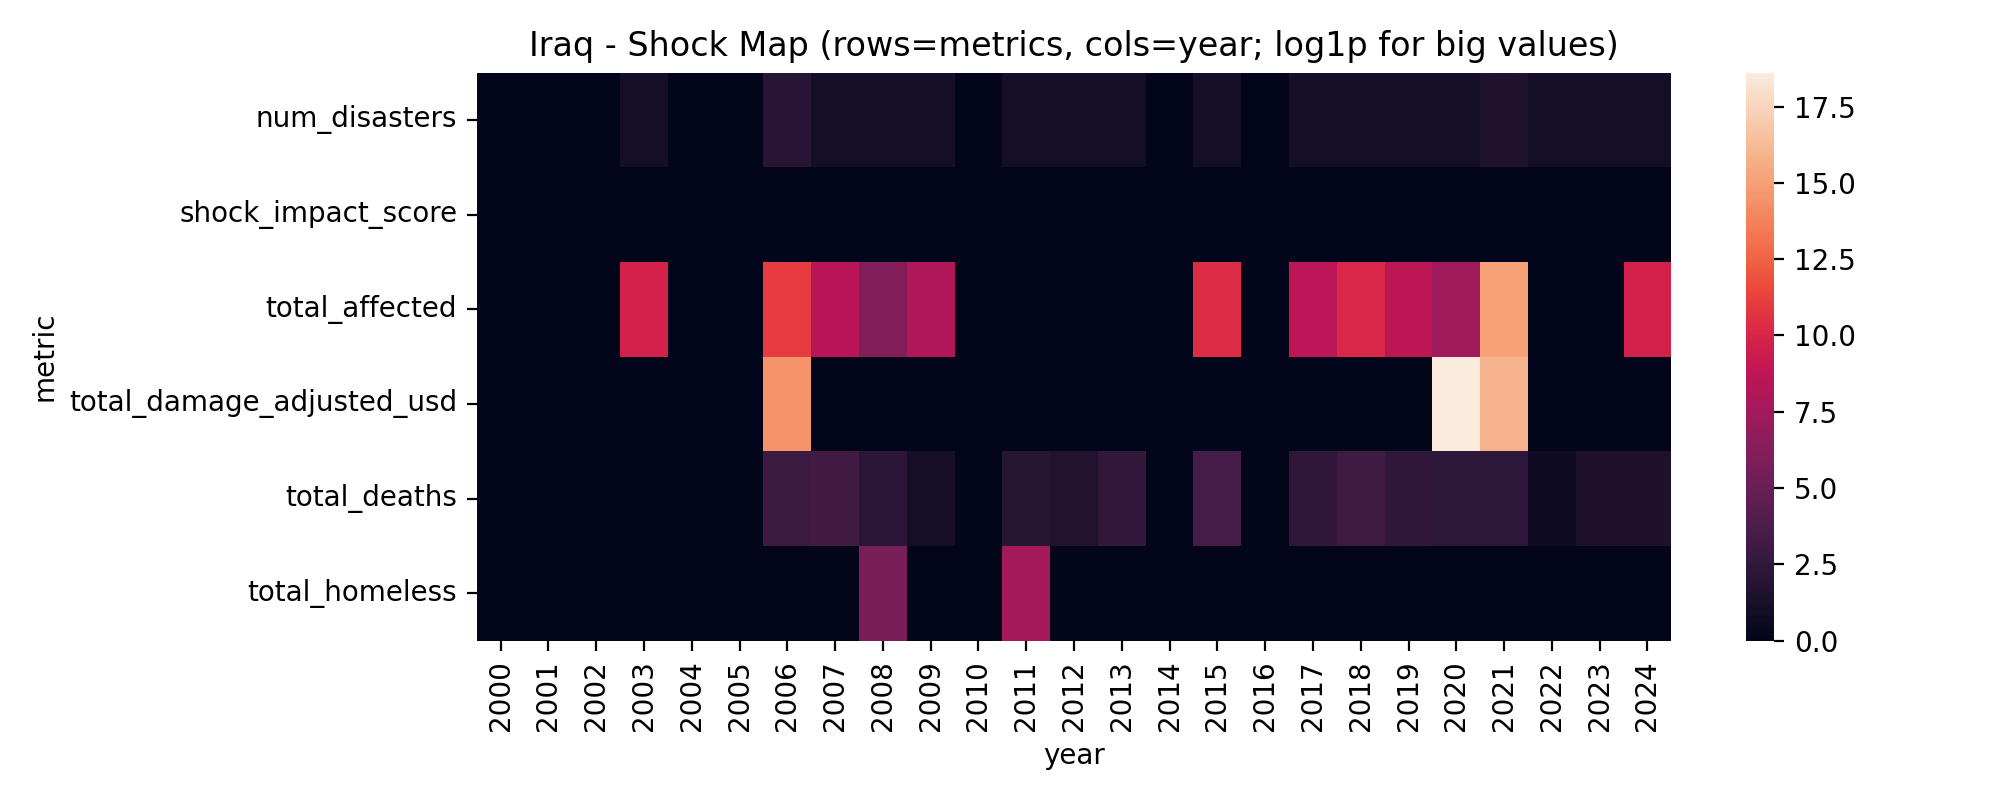 Iraq - Shock Map (rows=metrics, cols=year; log1p for big values)
num_disasters
shock_impact_score
total_affected
total_damage_adjusted_usd
total_deaths
total_homeless
metric
2000 2001 2002 2003 2004 2005 2006 2007 2008 2009 2010 2011 2012 2013 2014 2015 2016 2017 2018 2019 2020 2021 2022 2023 2024
year
17.5
15.0
12.5
10.0
7.5
5.0
2.5
0.0